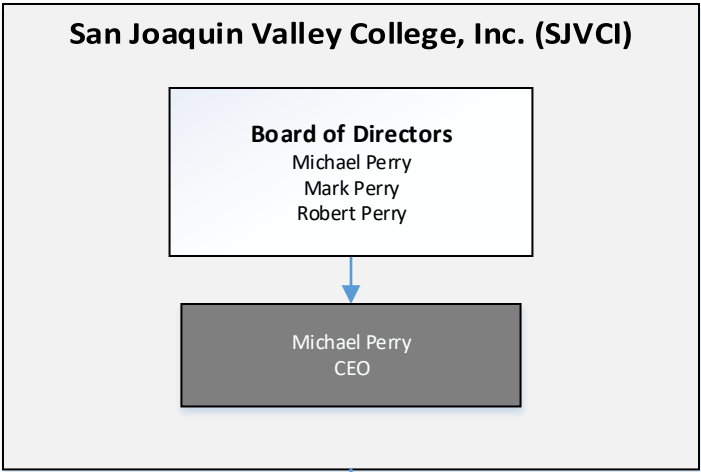 San Joaquin Valley College, Inc. (SJVCI)
Board of Directors
Michael Perry
Mark Perry
Robert Perry
Michael Perry
CEO